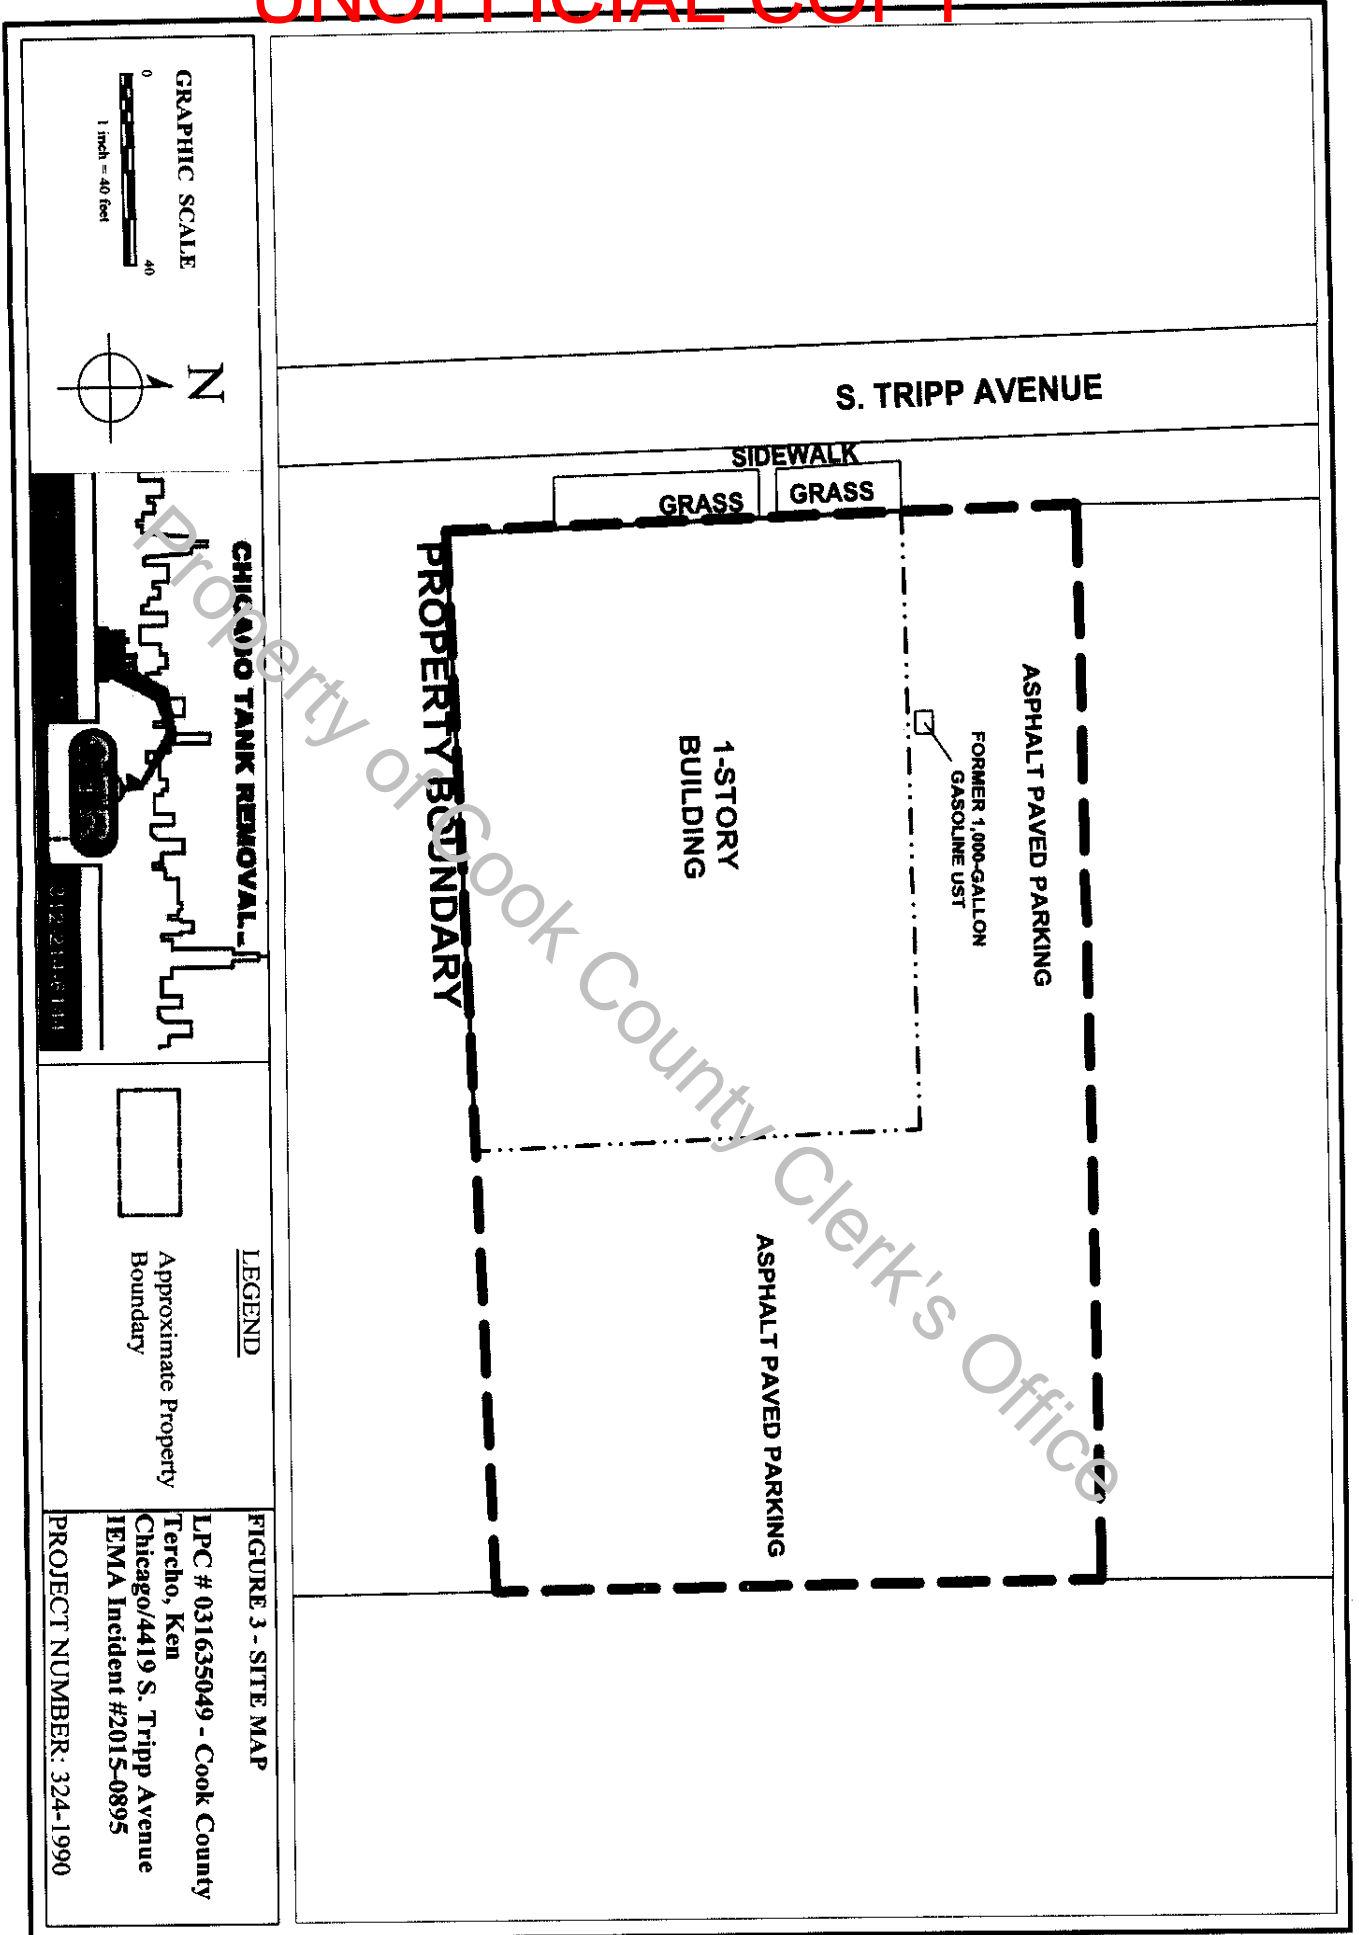 UNOFFICIAL COPY
S. TRIPP AVENUE
SIDEWALK
GRASS
GRASS
PROPERTY BOUNDARY
1-STORY
BUILDING
FORMER 1,000-GALLON
GASOLINE UST
ASPHALT PAVED PARKING
ASPHALT PAVED PARKING
Property of Cook County Clerk's Office
GRAPHIC SCALE
0
40
1 inch = 40 feet
N
CHICAGO TANK REMOVAL
LEGEND
Approximate Property
Boundary
FIGURE 3 - SITE MAP
LPC # 031635049 - Cook County
Tercho, Ken
Chicago/4419 S. Tripp Avenue
IEMA Incident #2015-0895
PROJECT NUMBER: 324-1990